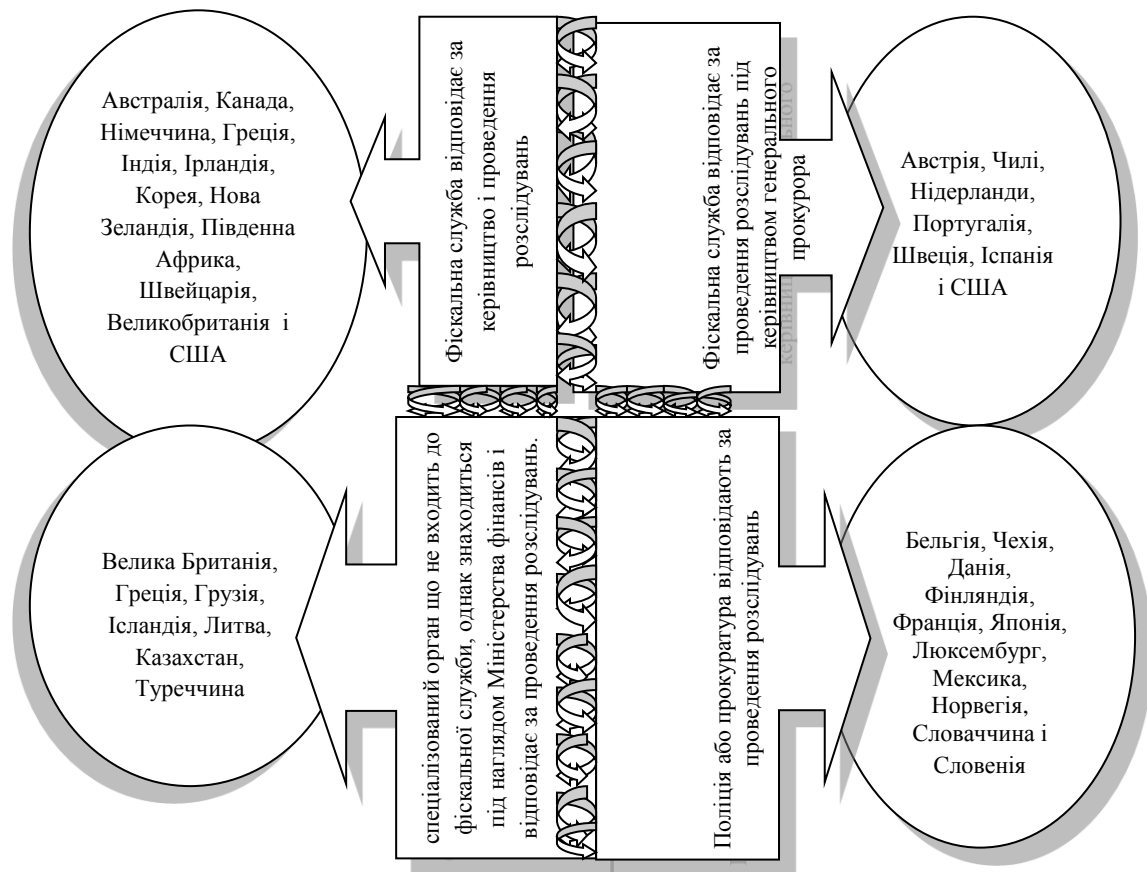 Австралія, Канада,
Німеччина, Греція,
Індія, Ірландія,
Корея, Нова
Зеландія, Південна
Африка,
Швейцарія,
Великобританія і
США
Фіскальна служба відповідає за
керівництво і проведення
розслідувань
Фіскальна служба відповідає за
проведення розслідувань під
керівництвом генерального
прокурора
Австрія, Чилі,
Нідерланди,
Португалія,
Швеція, Іспанія
і США
Велика Британія,
Греція, Грузія,
Ісландія, Литва,
Казахстан,
Туреччина
спеціалізований орган що не входить до
фіскальної служби, однак знаходиться
під наглядом Міністерства фінансів і
відповідає за проведення розслідувань.
Поліція або прокуратура відповідають за
проведення розслідувань
Бельгія, Чехія,
Данія,
Фінляндія,
Франція, Японія,
Люксембург,
Мексика,
Норвегія,
Словаччина і
Словенія